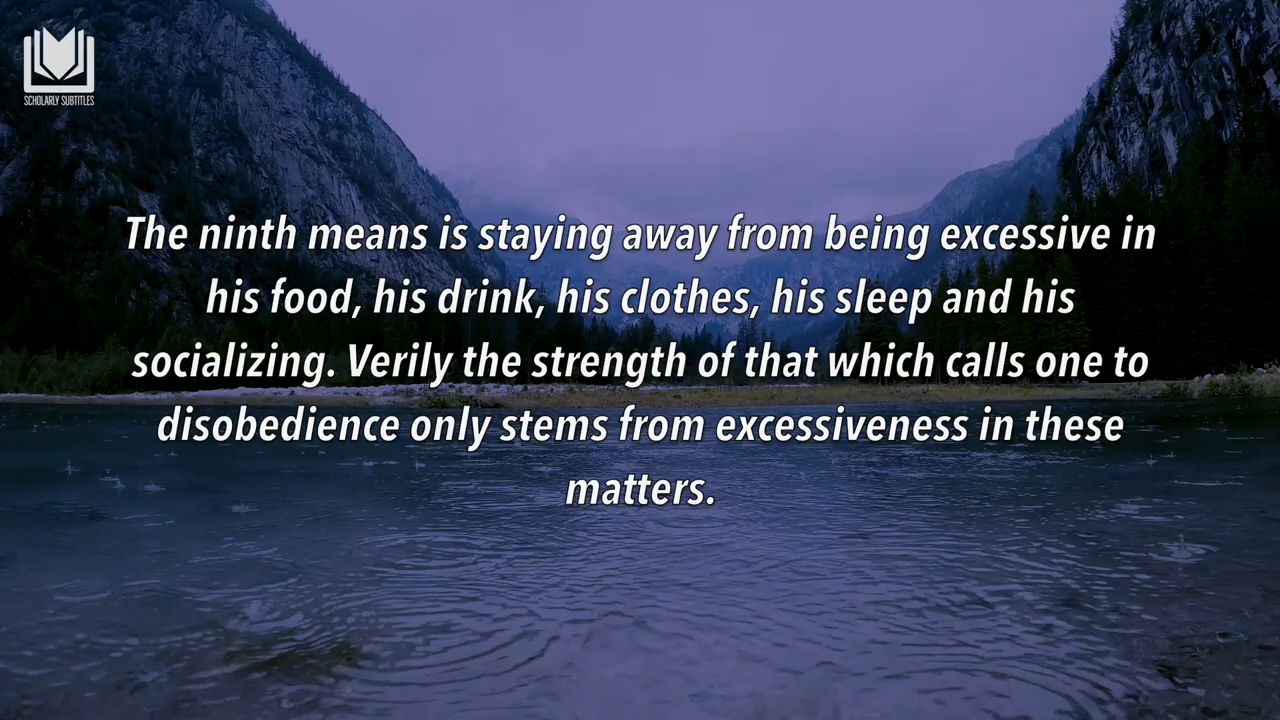 SCHOLARLY SUBTITLES
The ninth means is staying away from being excessive in
his food, his drink, his clothes, his sleep and his
socializing. Verily the strength of that which calls one to
disobedience only stems from excessiveness in these
matters.